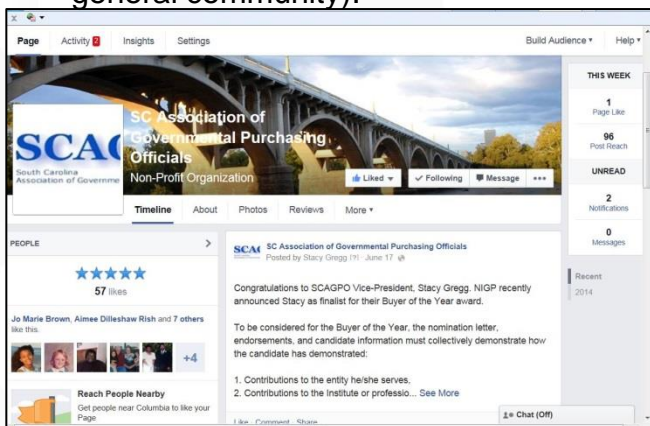 general community).
x
Page Activity 2 Insights Settings Build Audience Help
SC Association of
Governmental Purchasing
Officials
Non-Profit Organization
SCAG
South Carolina
Association of Governme
Liked Following Message •••
Timeline About Photos Reviews More
THIS WEEK
1
Page Like
96
Post Reach
UNREAD
2
Notifications
0
Messages
Recent
2014
PEOPLE
57 likes
Jo Marie Brown, Aimee Dilleshaw Rish and 7 others
like this.
+4
Reach People Nearby
Get people near Columbia to like your
Page
SCAG SC Association of Governmental Purchasing Officials
Posted by Stacy Gregg [?] · June 17
Congratulations to SCAGPO Vice-President, Stacy Gregg. NIGP recently
announced Stacy as finalist for their Buyer of the Year award.
To be considered for the Buyer of the Year, the nomination letter,
endorsements, and candidate information must collectively demonstrate how
the candidate has demonstrated:
1. Contributions to the entity he/she serves,
2. Contributions to the Institute or professio... See More
Like · Comment · Share
Chat (Off)